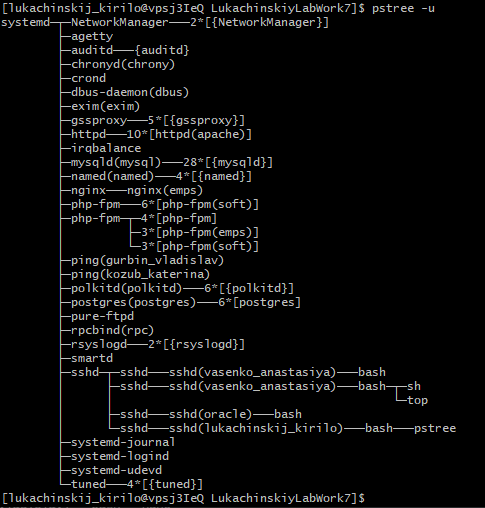 [lukachinskij_kirilo@vpsj3IeQ LukachinskiyLabWork7]$ pstree -u
systemd─┬─NetworkManager───2*[{NetworkManager}]
        ├─agetty
        ├─auditd───{auditd}
        ├─chronyd(chrony)
        ├─crond
        ├─dbus-daemon(dbus)
        ├─exim(exim)
        ├─gssproxy───5*[{gssproxy}]
        ├─httpd───10*[httpd(apache)]
        ├─irqbalance
        ├─mysqld(mysql)───28*[{mysqld}]
        ├─named(named)───4*[{named}]
        ├─nginx───nginx(emps)
        ├─php-fpm───6*[php-fpm(soft)]
        ├─php-fpm─┬─4*[php-fpm]
        │         ├─3*[php-fpm(emps)]
        │         └─3*[php-fpm(soft)]
        ├─ping(gurbin_vladislav)
        ├─ping(kozub_katerina)
        ├─polkitd(polkitd)───6*[{polkitd}]
        ├─postgres(postgres)───6*[postgres]
        ├─pure-ftpd
        ├─rpcbind(rpc)
        ├─rsyslogd───2*[{rsyslogd}]
        ├─smartd
        ├─sshd─┬─sshd───sshd(vasenko_anastasiya)───bash
        │      ├─sshd───sshd(vasenko_anastasiya)───bash─┬─sh
        │      │                                        └─top
        │      ├─sshd───sshd(oracle)───bash
        │      └─sshd───sshd(lukachinskij_kirilo)───bash───pstree
        ├─systemd-journal
        ├─systemd-logind
        ├─systemd-udevd
        └─tuned───4*[{tuned}]
[lukachinskij_kirilo@vpsj3IeQ LukachinskiyLabWork7]$